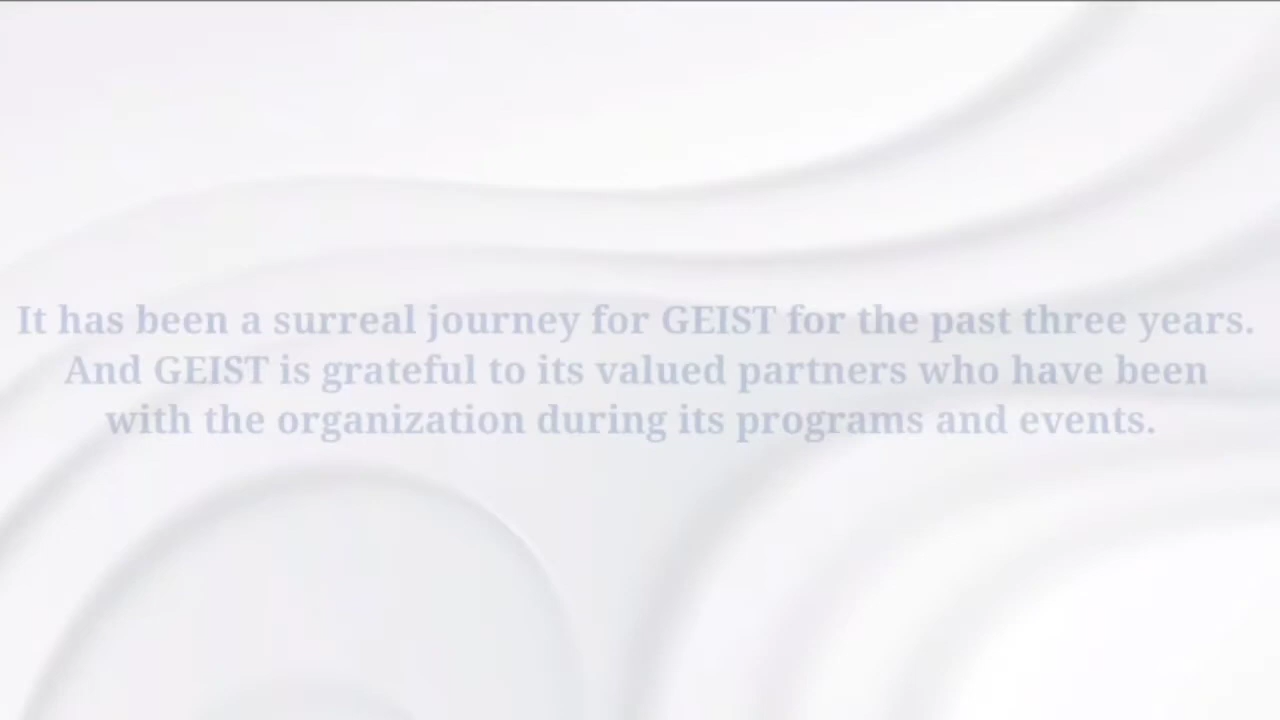 It has been a surreal journey for GEIST for the past three years.
And GEIST is grateful to its valued partners who have been
with the organization during its programs and events.